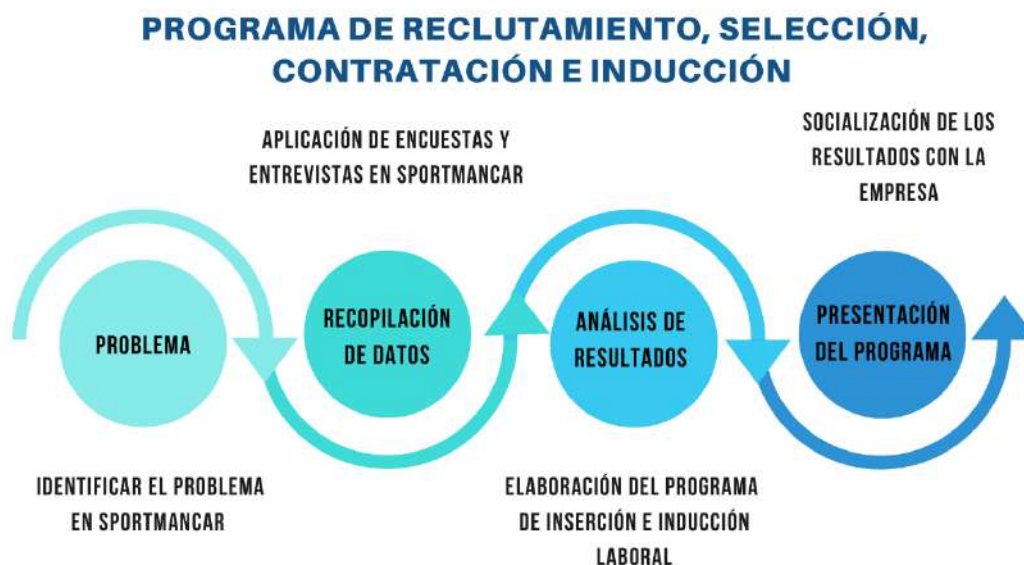 PROGRAMA DE RECLUTAMIENTO, SELECCIÓN,
CONTRATACIÓN E INDUCCIÓN
APLICACIÓN DE ENCUESTAS Y
ENTREVISTAS EN SPORTMANCAR
SOCIALIZACIÓN DE LOS
RESULTADOS CON LA
EMPRESA
PROBLEMA
RECOPILACIÓN
DE DATOS
ANÁLISIS DE
RESULTADOS
PRESENTACIÓN
DEL PROGRAMA
IDENTIFICAR EL PROBLEMA
EN SPORTMANCAR
ELABORACIÓN DEL PROGRAMA
DE INSERCIÓN E INDUCCIÓN
LABORAL